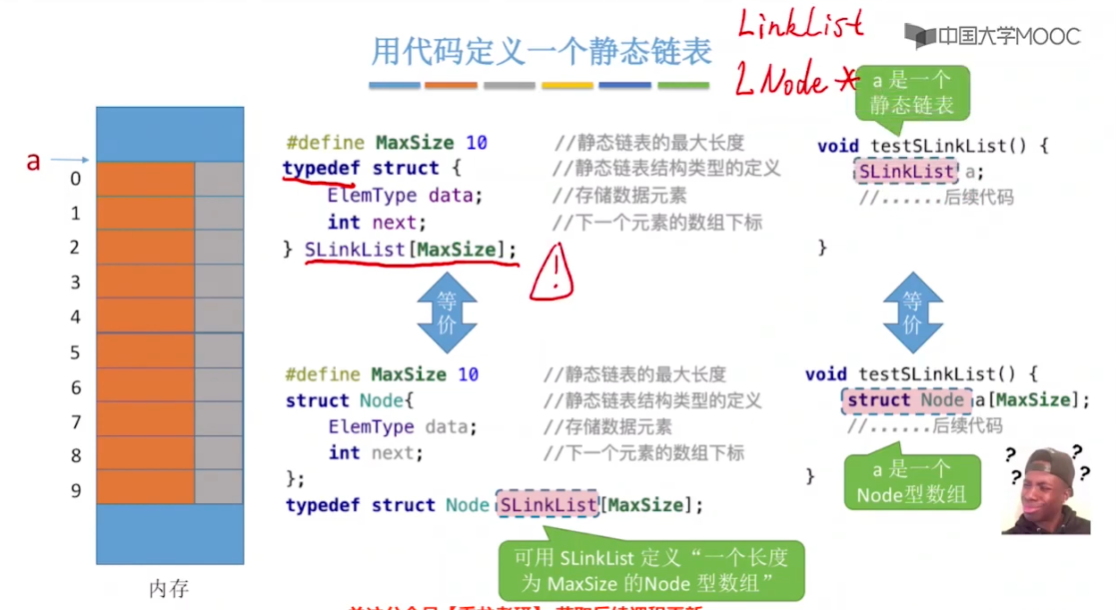 LinkList
中国大学MOOC
用代码定义一个静态链表
LNode *
a 是一个
静态链表
a
0
1
2
3
4
5
6
7
8
9
内存
#define MaxSize 10 //静态链表的最大长度
typedef struct { //静态链表结构类型的定义
ElemType data; //存储数据元素
int next; //下一个元素的数组下标
} SLinkList[MaxSize];
!
void testSLinkList() {
SLinkList a;
//......后续代码
}
等
价
等
价
#define MaxSize 10 //静态链表的最大长度
struct Node{ //静态链表结构类型的定义
ElemType data; //存储数据元素
int next; //下一个元素的数组下标
};
typedef struct Node SLinkList[MaxSize];
可用 SLinkList 定义“一个长度
为 MaxSize 的Node 型数组”
void testSLinkList() {
struct Node a[MaxSize];
//......后续代码
}
a 是一个
Node型数组
? ?
? ?